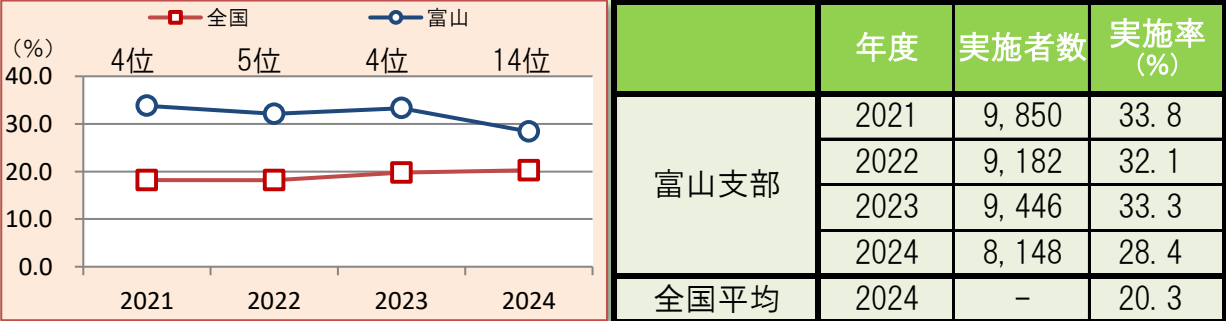 全国 富山
（%）
4位 5位 4位 14位
40.0
30.0
20.0
10.0
0.0
2021 2022 2023 2024
年度 実施者数 実施率(%)
富山支部
2021 9,850 33.8
2022 9,182 32.1
2023 9,446 33.3
2024 8,148 28.4
全国平均 2024 − 20.3